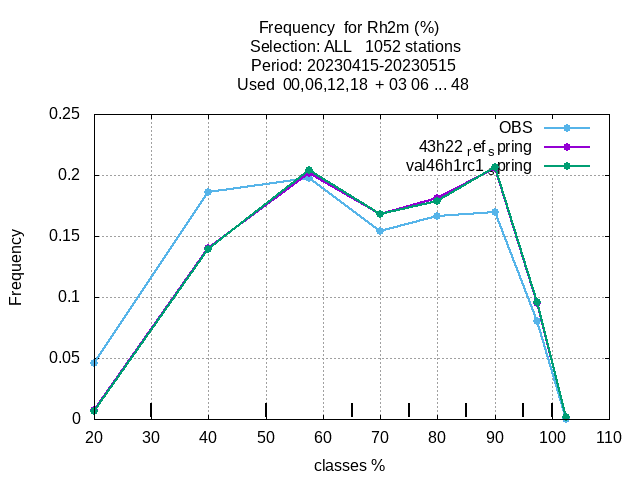 Frequency  for Rh2m (%)
Selection: ALL   1052 stations
Period: 20230415-20230515
Used  00,06,12,18  + 03 06 ... 48
0.25
0.2
0.15
0.1
0.05
0
Frequency
OBS
43h22 ref spring
val46h1rc1 spring
20 30 40 50 60 70 80 90 100 110
classes %